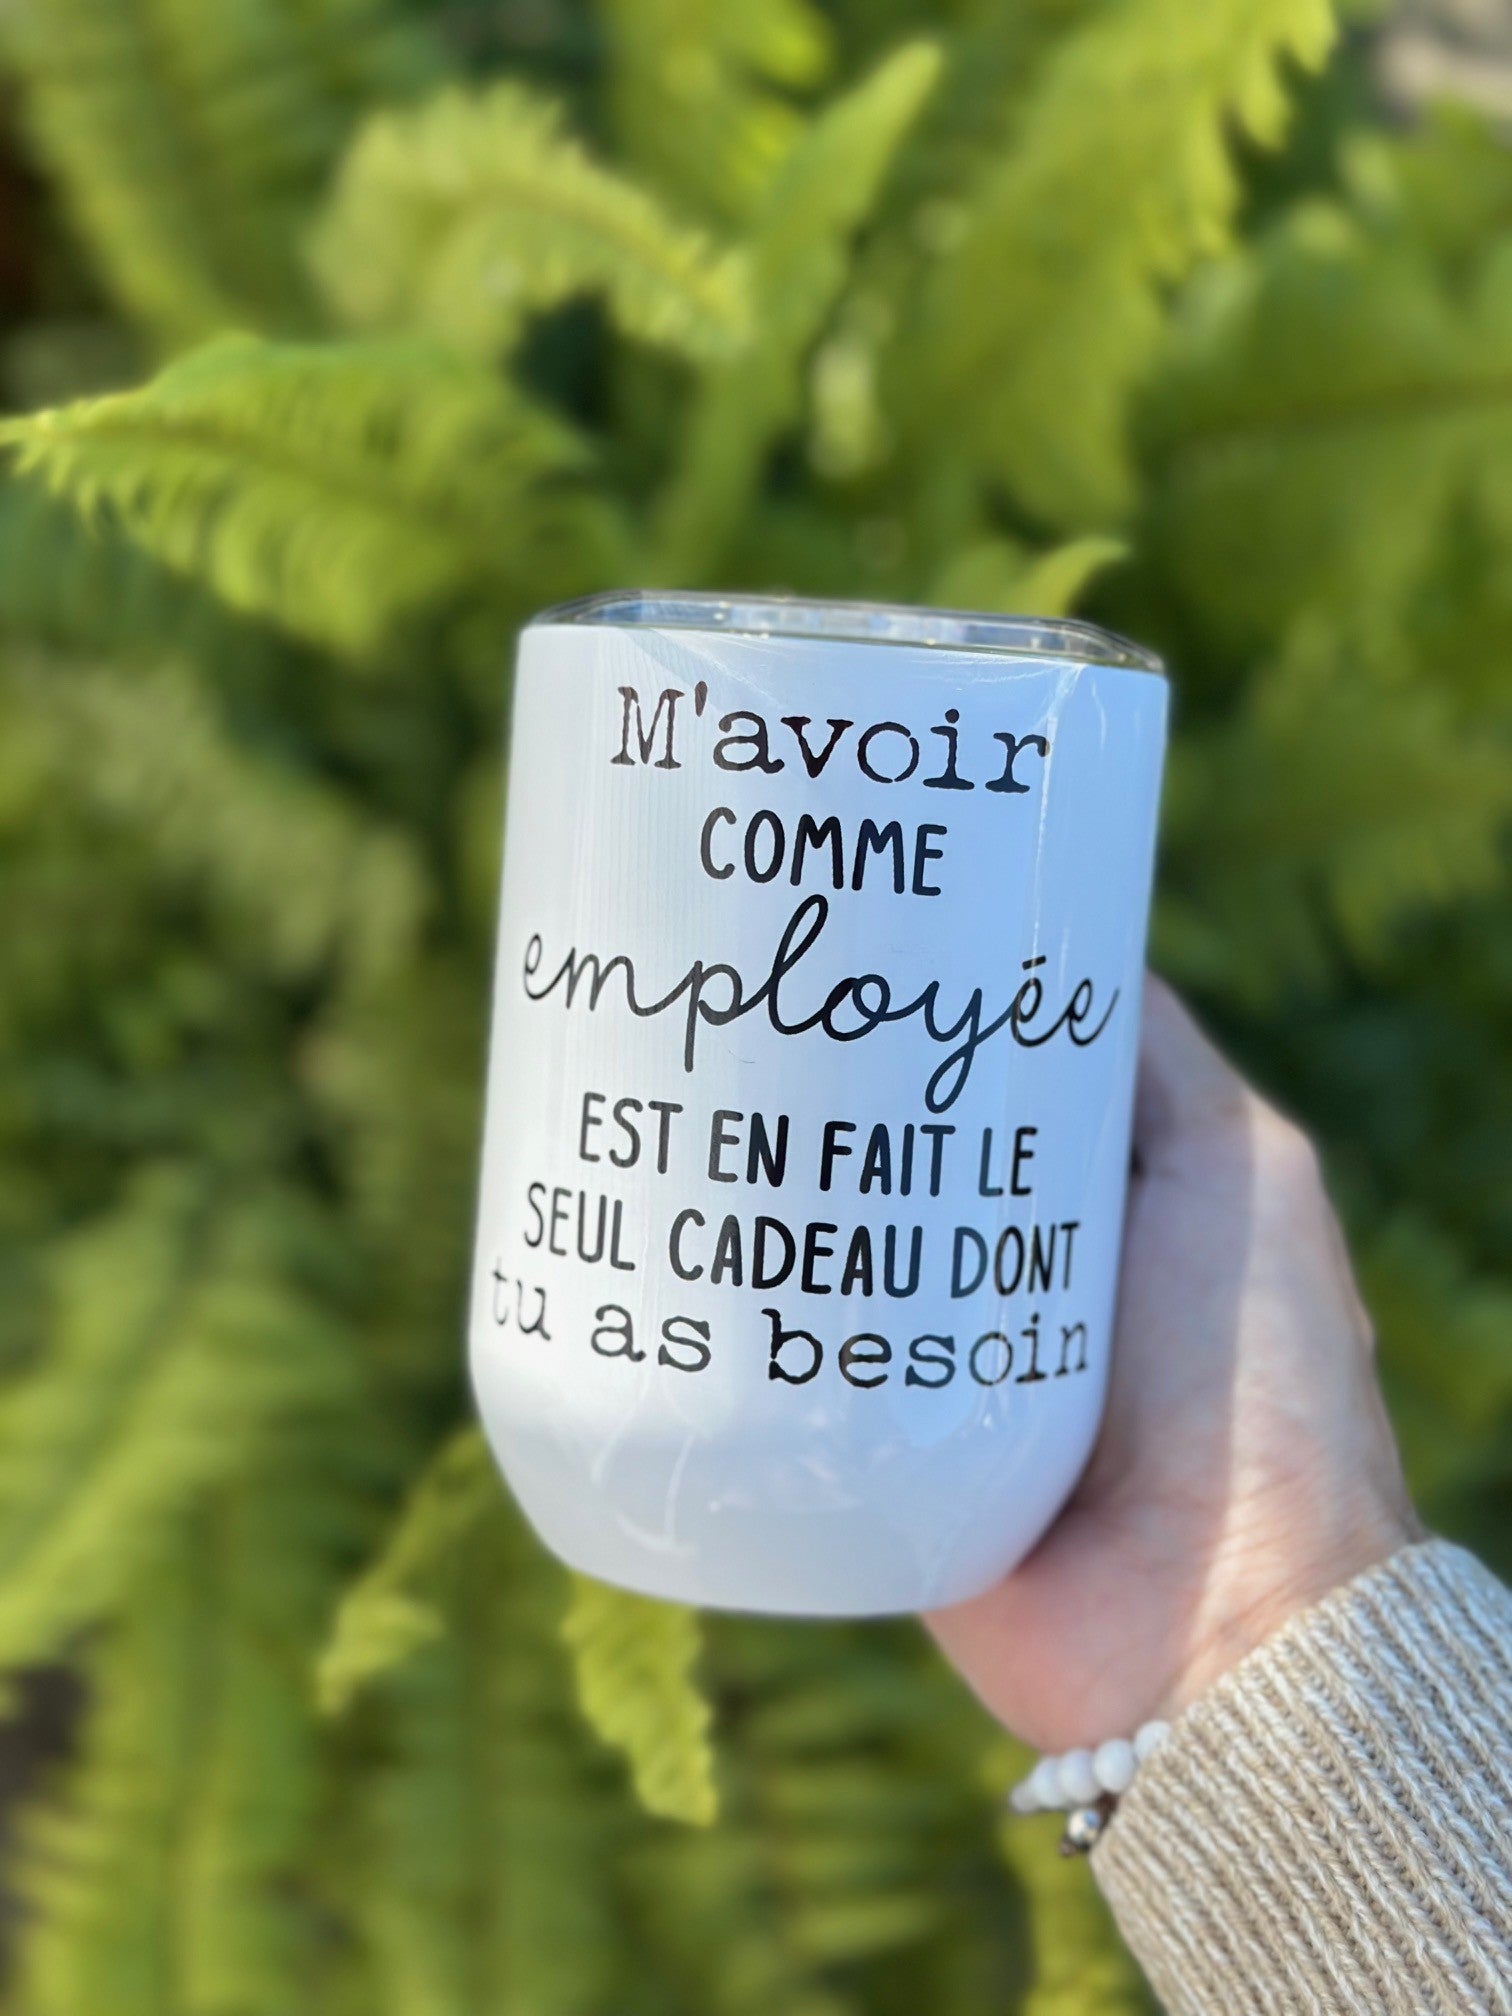 M'avoir
COMME
employée
EST EN FAIT LE
SEUL CADEAU DONT
tu as besoin